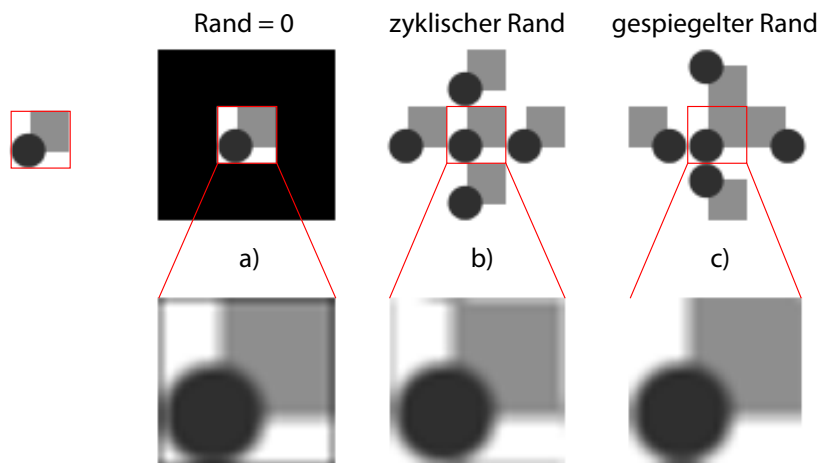 Rand = 0
zyklischer Rand
gespiegelter Rand
a)
b)
c)